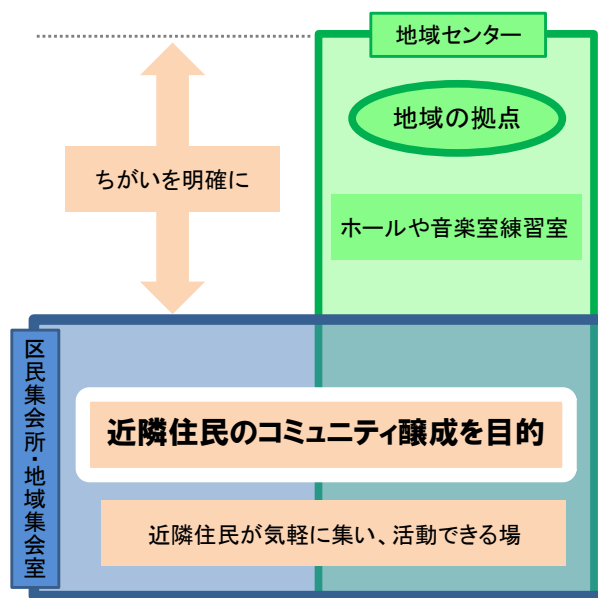 地域センター
地域の拠点
ちがいを明確に
ホールや音楽室練習室
区民集会所・地域集会室
近隣住民のコミュニティ醸成を目的
近隣住民が気軽に集い、活動できる場